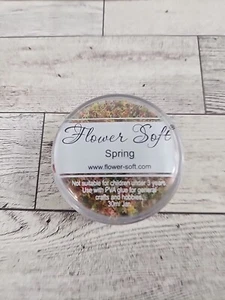 Flower Soft
Spring
www.flower-soft.com
Not suitable for children under 3 years.
Use with PVA glue for general
crafts and hobbies.
30ml Jar.